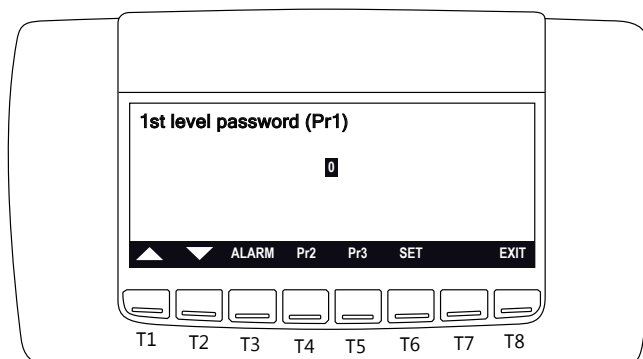 1st level password (Pr1)
0
ALARM Pr2 Pr3 SET EXIT
T1 T2 T3 T4 T5 T6 T7 T8